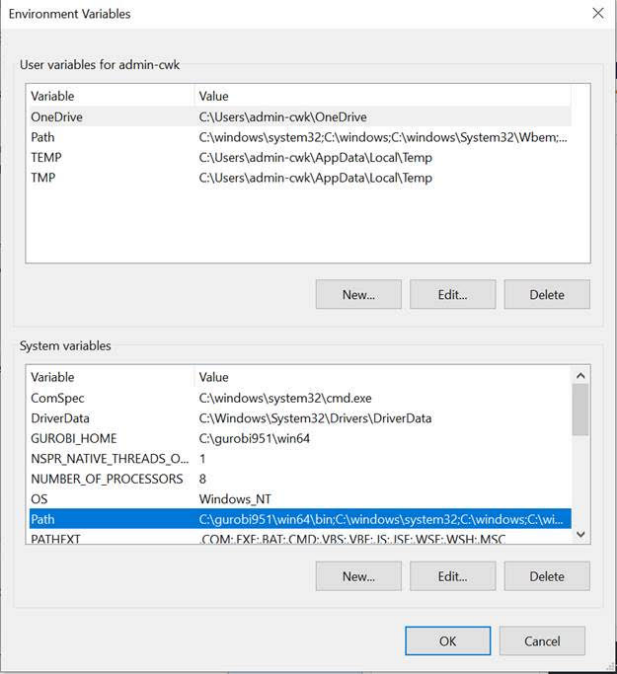 Environment Variables
User variables for admin-cwk
Variable Value
OneDrive C:\Users\admin-cwk\OneDrive
Path C:\windows\system32;C:\windows;C:\windows\System32\Wbem;...
TEMP C:\Users\admin-cwk\AppData\Local\Temp
TMP C:\Users\admin-cwk\AppData\Local\Temp
New... Edit... Delete
System variables
Variable Value
ComSpec C:\windows\system32\cmd.exe
DriverData C:\Windows\System32\Drivers\DriverData
GUROBI_HOME C:\gurobi951\win64
NSPR_NATIVE_THREADS_O... 1
NUMBER_OF_PROCESSORS 8
OS Windows_NT
Path C:\gurobi951\win64\bin;C:\windows\system32;C:\windows;C:\wi...
PATHEXT .COM;.EXE;.BAT;.CMD;.VBS;.VBE;.JS;.JSE;.WSF;.WSH;.MSC
New... Edit... Delete
OK Cancel